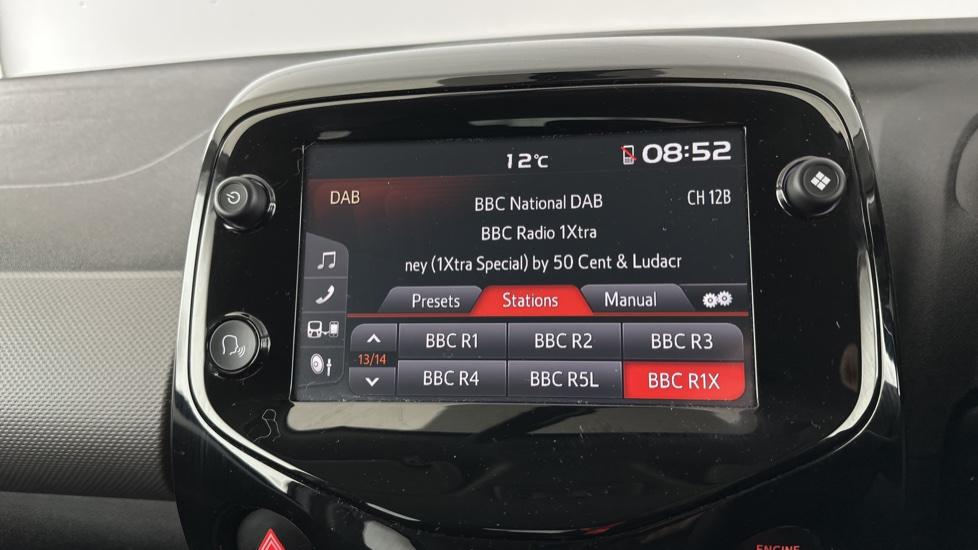 12°C 08:52
DAB BBC National DAB CH 12B
BBC Radio 1Xtra
ney (1Xtra Special) by 50 Cent & Ludacr
Presets Stations Manual
BBC R1 BBC R2 BBC R3
13/14
BBC R4 BBC R5L BBC R1X
ENGINE